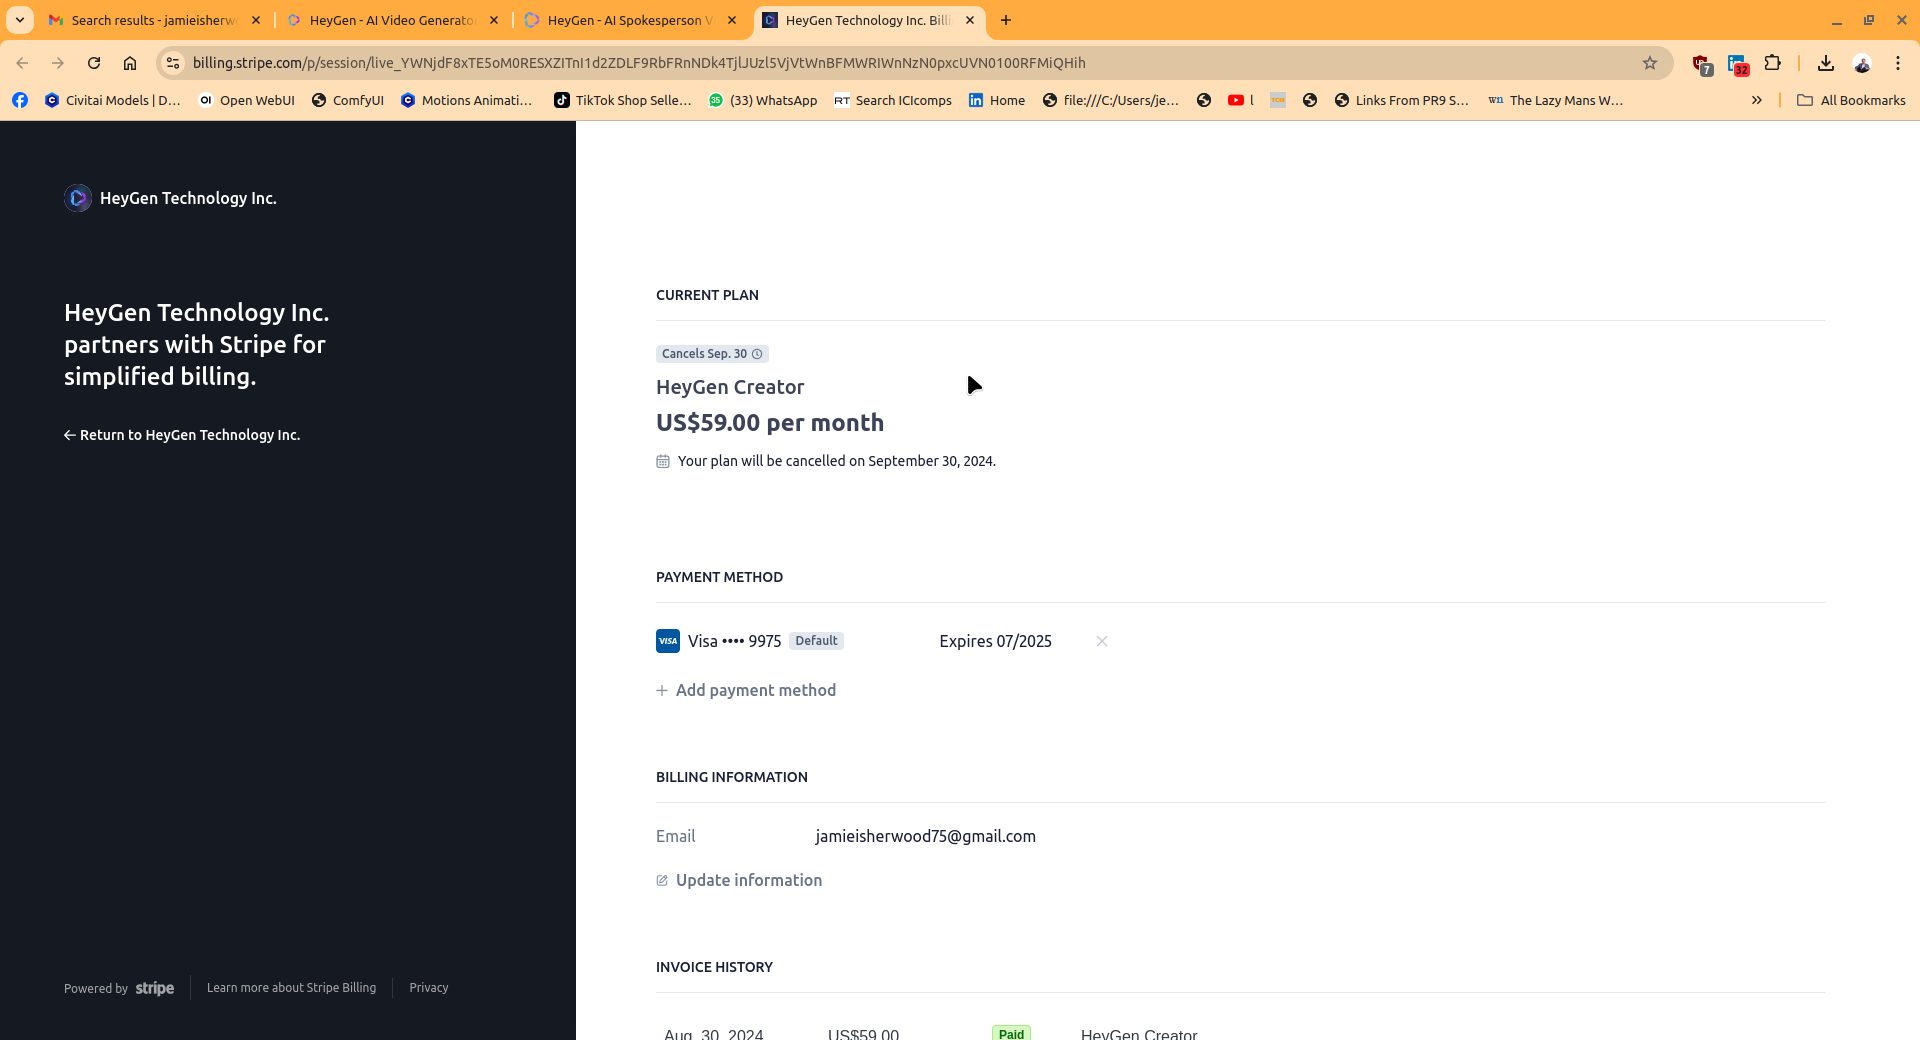 Search results - jamieisherw
HeyGen - AI Video Generato
HeyGen - AI Spokesperson V
HeyGen Technology Inc. Billi
billing.stripe.com/p/session/live_YWNjdF8xTE5oM0RESXZITnI1d2ZDLF9RbFRnNDk4TjlJUzl5VjVtWnBFMWRIWnNzN0pxcUVN0100RFMiQHih
7
32
Civitai Models | D...
OI Open WebUI
ComfyUI
Motions Animati...
TikTok Shop Selle...
35 (33) WhatsApp
RT Search ICIcomps
Home
file:///C:/Users/je...
l
Links From PR9 S...
wn The Lazy Mans W...
All Bookmarks
HeyGen Technology Inc.
HeyGen Technology Inc.
partners with Stripe for
simplified billing.
Return to HeyGen Technology Inc.
Powered by stripe
Learn more about Stripe Billing
Privacy
CURRENT PLAN
Cancels Sep. 30
HeyGen Creator
US$59.00 per month
Your plan will be cancelled on September 30, 2024.
PAYMENT METHOD
VISA Visa •••• 9975 Default Expires 07/2025
Add payment method
BILLING INFORMATION
Email jamieisherwood75@gmail.com
Update information
INVOICE HISTORY
Aug. 30, 2024 US$59.00 Paid HeyGen Creator